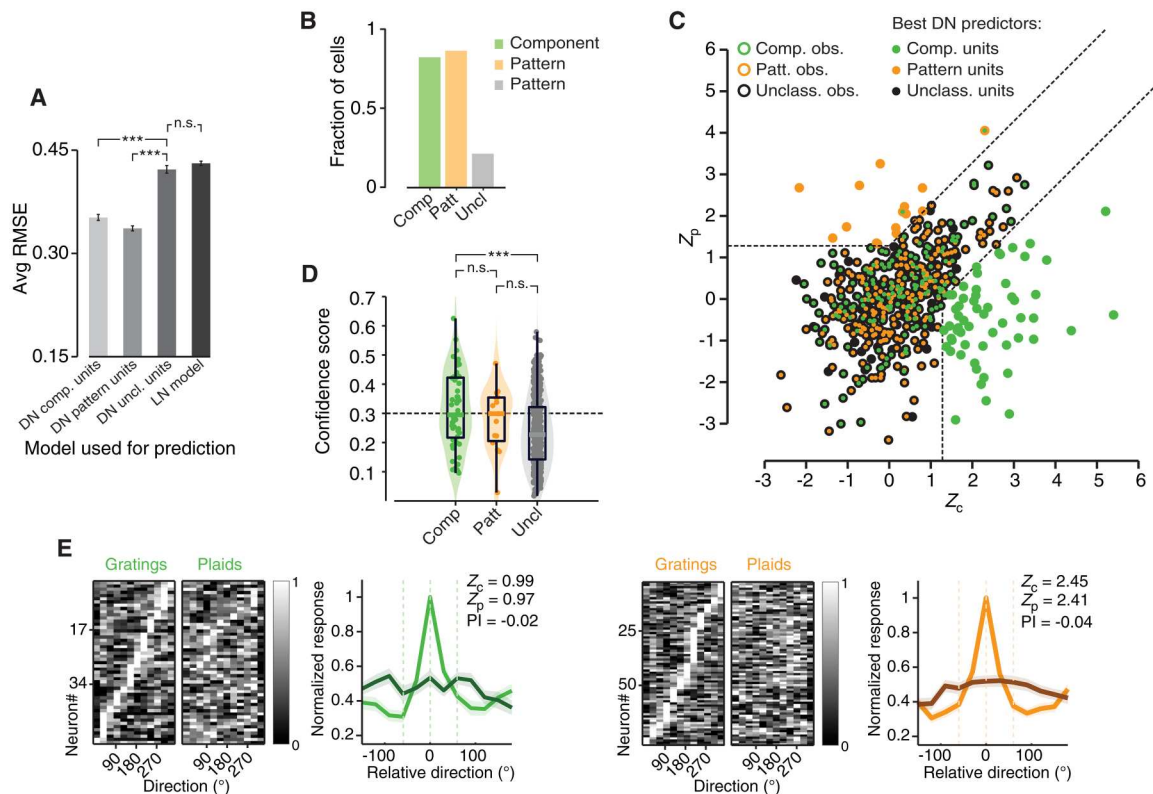 A
Avg RMSE
0.45
0.30
0.15
***
***
n.s.
DN comp. units
DN pattern units
DN uncl. units
LN model
Model used for prediction
B
Fraction of cells
1
0.5
0
Component
Pattern
Pattern
Comp
Patt
Uncl
C
Best DN predictors:
Comp. obs.
Patt. obs.
Unclass. obs.
Comp. units
Pattern units
Unclass. units
Zp
6
5
4
3
2
1
0
-1
-2
-3
-3 -2 -1 0 1 2 3 4 5 6
Zc
D
***
n.s.
n.s.
Confidence score
0.7
0.6
0.5
0.4
0.3
0.2
0.1
Comp
Patt
Uncl
E
Gratings Plaids
Neuron#
17
34
90 180 270 90 180 270
Direction (°)
1
0
Normalized response
1
0.8
0.6
0.4
0.2
-100 0 100
Relative direction (°)
Zc = 0.99
Zp = 0.97
PI = -0.02
Gratings Plaids
Neuron#
25
50
90 180 270 90 180 270
Direction (°)
1
0
Normalized response
1
0.8
0.6
0.4
0.2
-100 0 100
Relative direction (°)
Zc = 2.45
Zp = 2.41
PI = -0.04